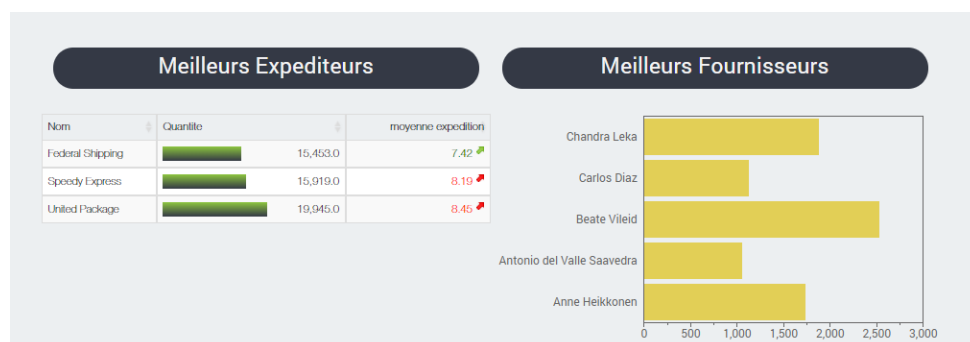 Meilleurs Expediteurs
Nom Quantite moyenne expedition
Federal Shipping 15,453.0 7.42
Speedy Express 15,919.0 8.19
United Package 19,945.0 8.45
Meilleurs Fournisseurs
Chandra Leka
Carlos Diaz
Beate Vileid
Antonio del Valle Saavedra
Anne Heikkonen
0 500 1,000 1,500 2,000 2,500 3,000